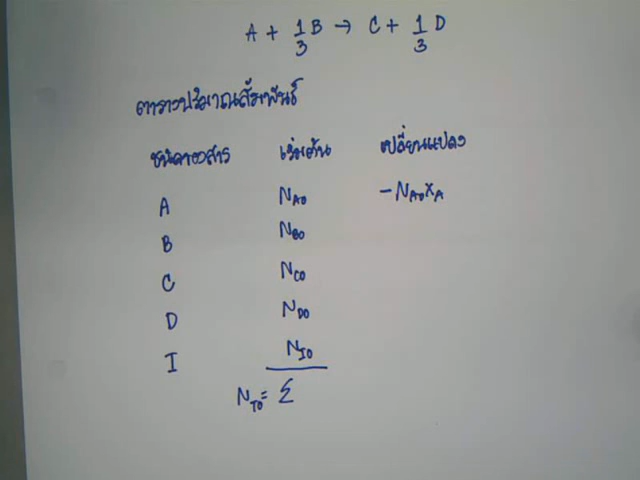 A + 1/3 B → C + 1/3 D
ตารางปริมาณสัมพันธ์
ชนิดของสาร เริ่มต้น เปลี่ยนแปลง
A N_A0 -N_A0 X_A
B N_B0
C N_C0
D N_D0
I N_I0
N_T0 = Σ